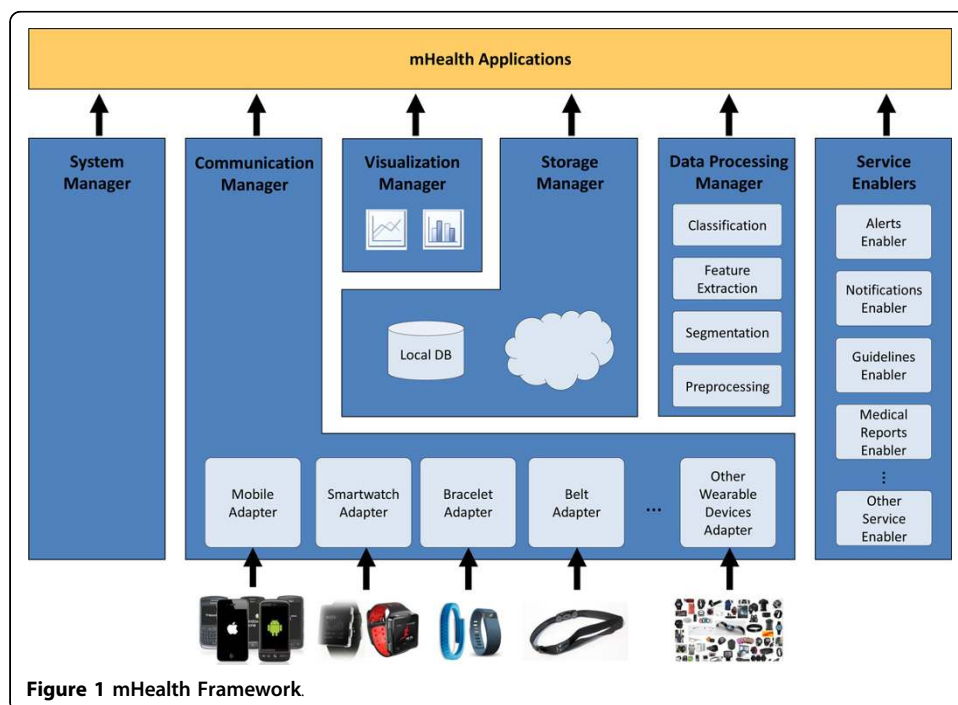 mHealth Applications
System
Manager
Communication
Manager
Visualization
Manager
Storage
Manager
Data Processing
Manager
Service
Enablers
Classification
Feature
Extraction
Segmentation
Preprocessing
Alerts
Enabler
Notifications
Enabler
Guidelines
Enabler
Medical
Reports
Enabler
⋮
Other
Service
Enabler
Local DB
Mobile
Adapter
Smartwatch
Adapter
Bracelet
Adapter
Belt
Adapter
...
Other
Wearable
Devices
Adapter
Figure 1 mHealth Framework.